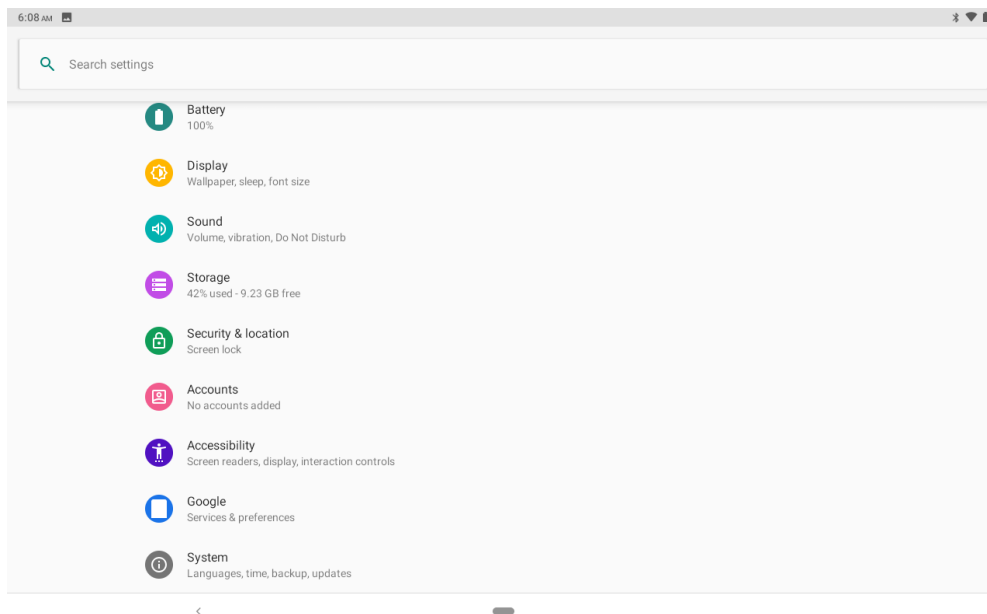 6:08 AM
Search settings
Battery
100%
Display
Wallpaper, sleep, font size
Sound
Volume, vibration, Do Not Disturb
Storage
42% used - 9.23 GB free
Security & location
Screen lock
Accounts
No accounts added
Accessibility
Screen readers, display, interaction controls
Google
Services & preferences
System
Languages, time, backup, updates